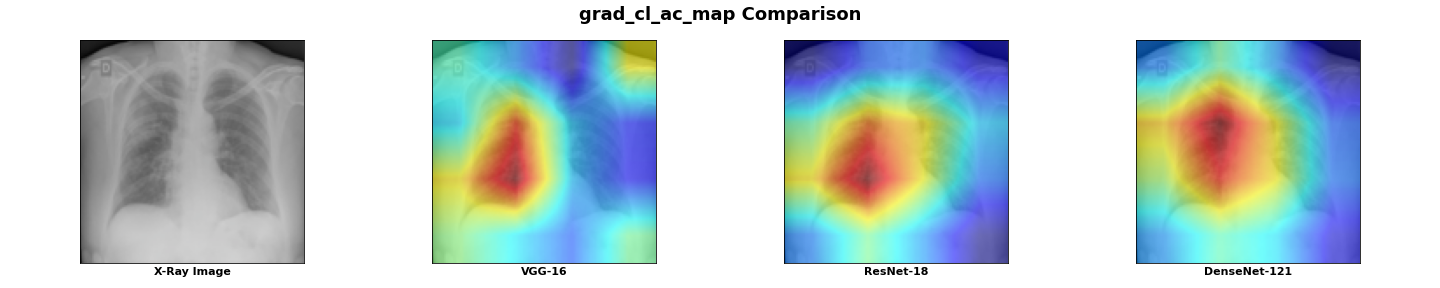 grad_cl_ac_map Comparison
D
D
D
D
X-Ray Image
VGG-16
ResNet-18
DenseNet-121